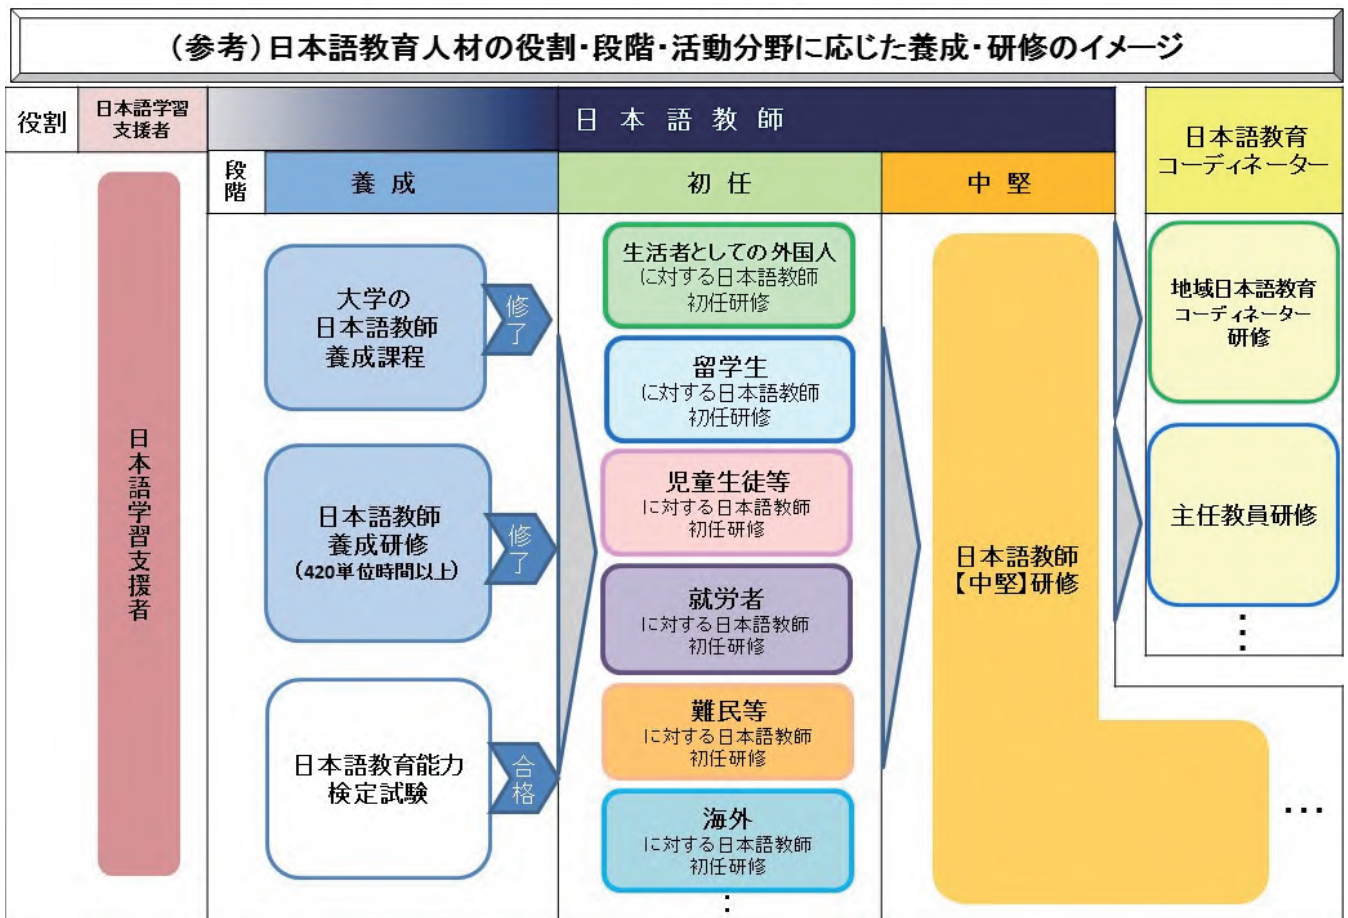 （参考）日本語教育人材の役割・段階・活動分野に応じた養成・研修のイメージ
役割
日本語学習
支援者
日本語教師
日本語教育
コーディネーター
段階
養成
初任
中堅
日本語学習支援者
大学の
日本語教師
養成課程
修了
日本語教師
養成研修
（420単位時間以上）
修了
日本語教育能力
検定試験
合格
生活者としての外国人
に対する日本語教師
初任研修
留学生
に対する日本語教師
初任研修
児童生徒等
に対する日本語教師
初任研修
就労者
に対する日本語教師
初任研修
難民等
に対する日本語教師
初任研修
海外
に対する日本語教師
初任研修
⋮
日本語教師
【中堅】研修
地域日本語教育
コーディネーター
研修
主任教員研修
⋮
…